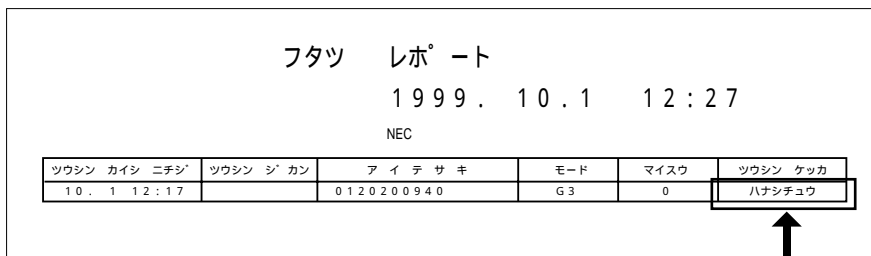 フタツ レポート
1999. 10.1 12:27
NEC
ツウシン カイシ ニチジ ツウシン ジカン アイテサキ モード マイスウ ツウシン ケッカ
10. 1 12:17 0120200940 G3 0 ハナシチュウ